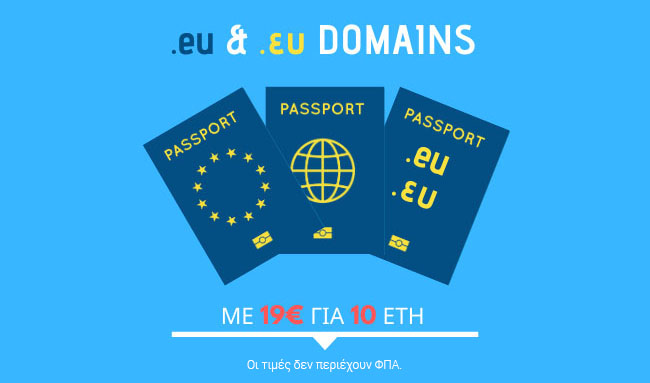 .eu & .ευ DOMAINS
PASSPORT
PASSPORT
PASSPORT
.eu
.ευ
ΜΕ 19€ ΓΙΑ 10 ΕΤΗ
Οι τιμές δεν περιέχουν ΦΠΑ.